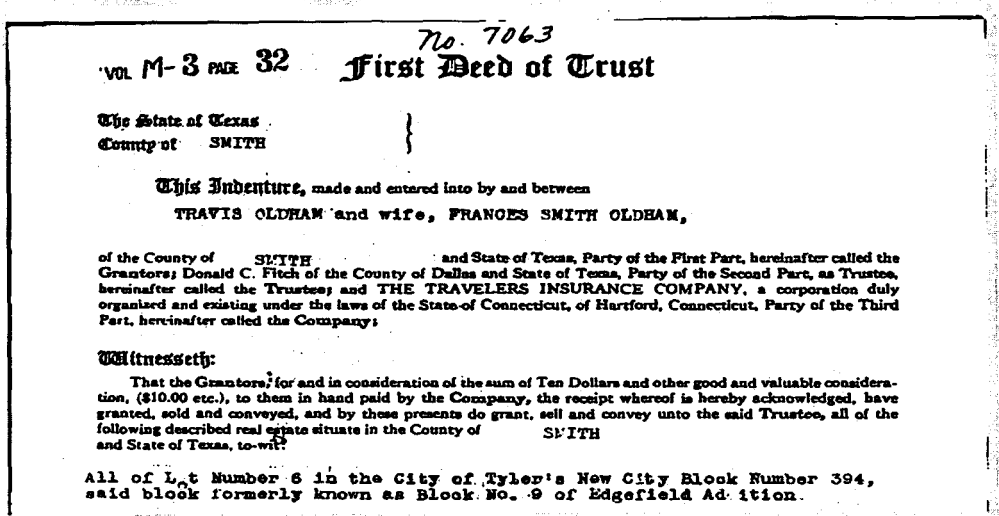 No. 7063
VOL M-3 PAGE 32 First Deed of Trust
The State of Texas
County of SMITH }
This Indenture, made and entered into by and between
TRAVIS OLDHAM and wife, FRANCES SMITH OLDHAM,
of the County of SMITH and State of Texas, Party of the First Part, hereinafter called the
Grantors; Donald C. Fitch of the County of Dallas and State of Texas, Party of the Second Part, as Trustee,
hereinafter called the Trustee; and THE TRAVELERS INSURANCE COMPANY, a corporation duly
organized and existing under the laws of the State of Connecticut, of Hartford, Connecticut, Party of the Third
Part, hereinafter called the Company;
Witnesseth:
That the Grantors, for and in consideration of the sum of Ten Dollars and other good and valuable considera-
tion, ($10.00 etc.), to them in hand paid by the Company, the receipt whereof is hereby acknowledged, have
granted, sold and conveyed, and by these presents do grant, sell and convey unto the said Trustee, all of the
following described real estate situate in the County of SMITH
and State of Texas, to-wit:
All of Lot Number 6 in the City of Tyler's New City Block Number 394,
said block formerly known as Block No. 9 of Edgefield Ad ition.